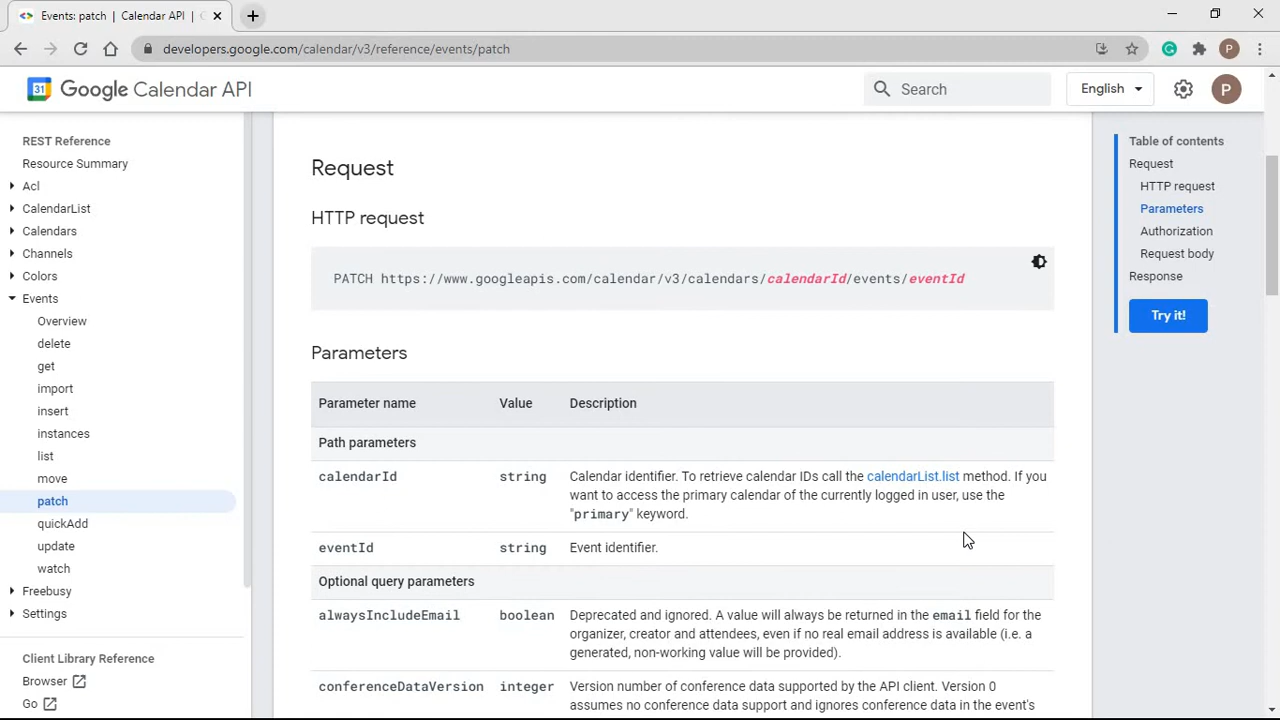 Events: patch | Calendar API |
developers.google.com/calendar/v3/reference/events/patch
P
31
Google Calendar API
Search
English
P
REST Reference
Resource Summary
Acl
CalendarList
Calendars
Channels
Colors
Events
Overview
delete
get
import
insert
instances
list
move
patch
quickAdd
update
watch
Freebusy
Settings
Client Library Reference
Browser
Go
Request
HTTP request
PATCH https://www.googleapis.com/calendar/v3/calendars/calendarId/events/eventId
Parameters
Parameter name Value Description
Path parameters
calendarId string Calendar identifier. To retrieve calendar IDs call the calendarList.list method. If you
want to access the primary calendar of the currently logged in user, use the
"primary" keyword.
eventId string Event identifier.
Optional query parameters
alwaysIncludeEmail boolean Deprecated and ignored. A value will always be returned in the email field for the
organizer, creator and attendees, even if no real email address is available (i.e. a
generated, non-working value will be provided).
conferenceDataVersion integer Version number of conference data supported by the API client. Version 0
assumes no conference data support and ignores conference data in the event's
Table of contents
Request
HTTP request
Parameters
Authorization
Request body
Response
Try it!